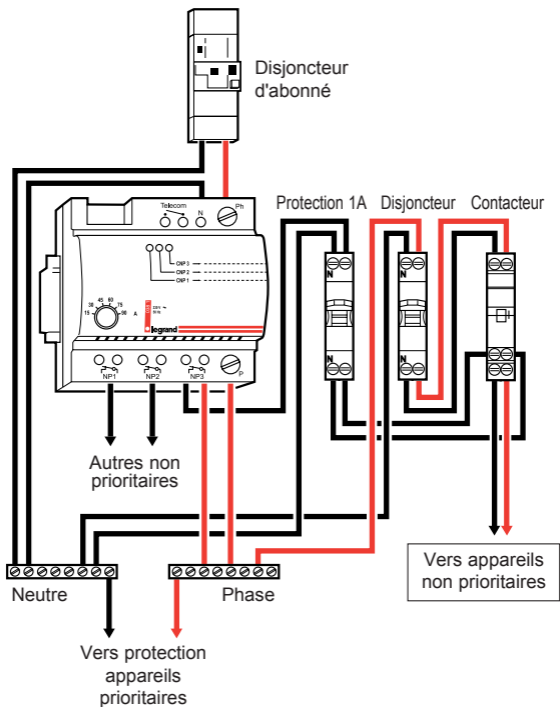 Disjoncteur
d'abonné
Telecom
N
Ph
Protection 1A
Disjoncteur
Contacteur
CNP 3
CNP 2
CNP 1
15
30
45
60
75
90
A
legrand
N
N
N
N
NP1
NP2
NP3
P
Autres non
prioritaires
Neutre
Phase
Vers appareils
non prioritaires
Vers protection
appareils
prioritaires